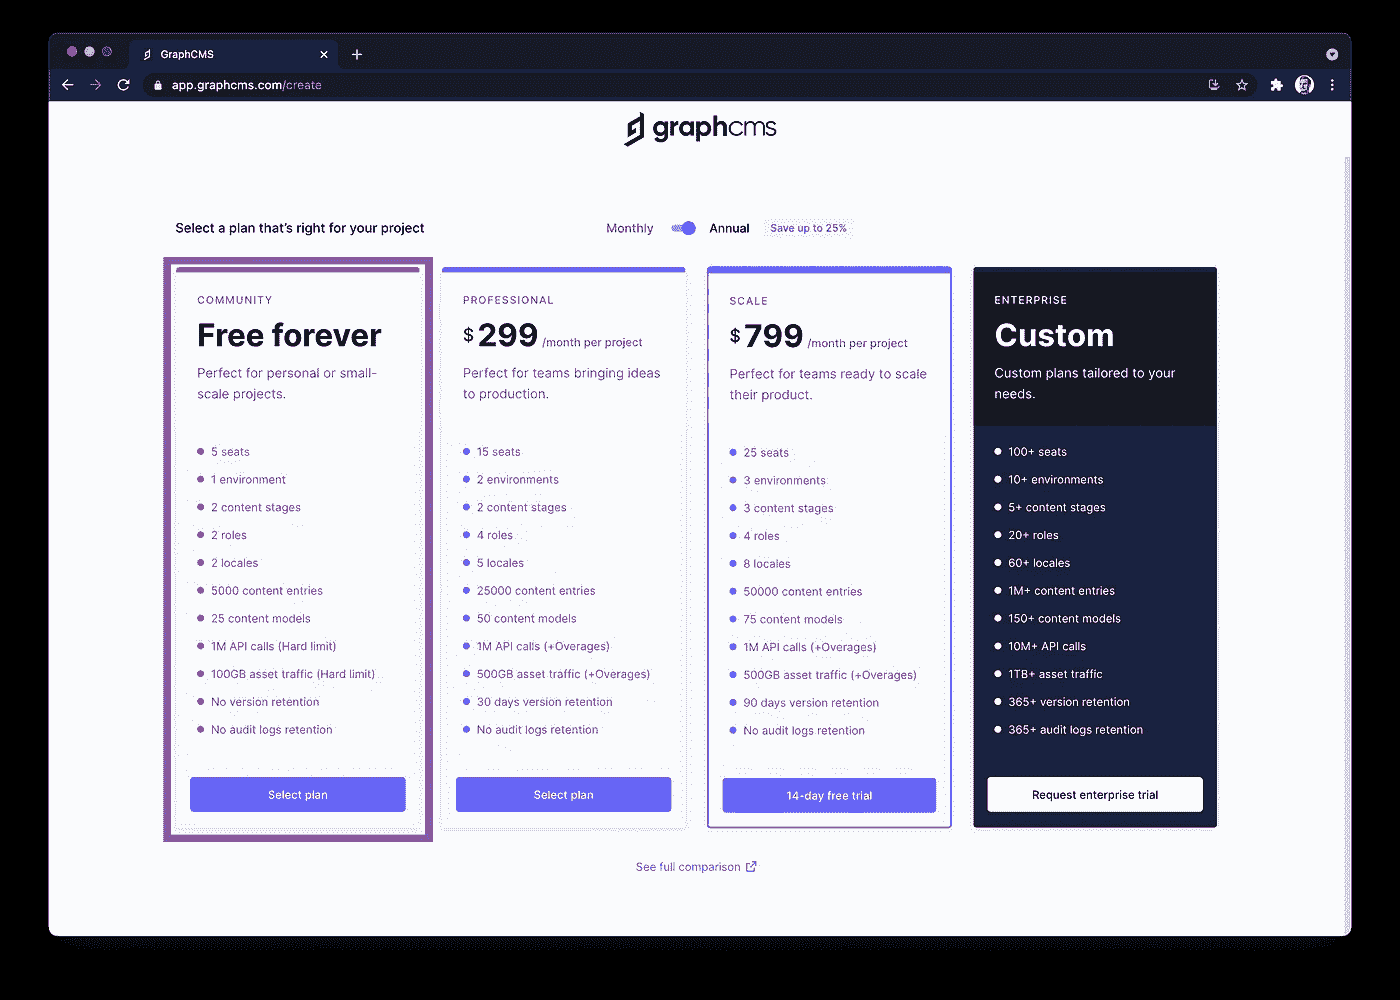 GraphCMS
app.graphcms.com/create
graphcms
Select a plan that's right for your project
Monthly
Annual
Save up to 25%
COMMUNITY
Free forever
Perfect for personal or small-
scale projects.
5 seats
1 environment
2 content stages
2 roles
2 locales
5000 content entries
25 content models
1M API calls (Hard limit)
100GB asset traffic (Hard limit)
No version retention
No audit logs retention
Select plan
PROFESSIONAL
$299 /month per project
Perfect for teams bringing ideas
to production.
15 seats
2 environments
2 content stages
4 roles
5 locales
25000 content entries
50 content models
1M API calls (+Overages)
500GB asset traffic (+Overages)
30 days version retention
No audit logs retention
Select plan
SCALE
$799 /month per project
Perfect for teams ready to scale
their product.
25 seats
3 environments
3 content stages
4 roles
8 locales
50000 content entries
75 content models
1M API calls (+Overages)
500GB asset traffic (+Overages)
90 days version retention
No audit logs retention
14-day free trial
ENTERPRISE
Custom
Custom plans tailored to your
needs.
100+ seats
10+ environments
5+ content stages
20+ roles
60+ locales
1M+ content entries
150+ content models
10M+ API calls
1TB+ asset traffic
365+ version retention
365+ audit logs retention
Request enterprise trial
See full comparison